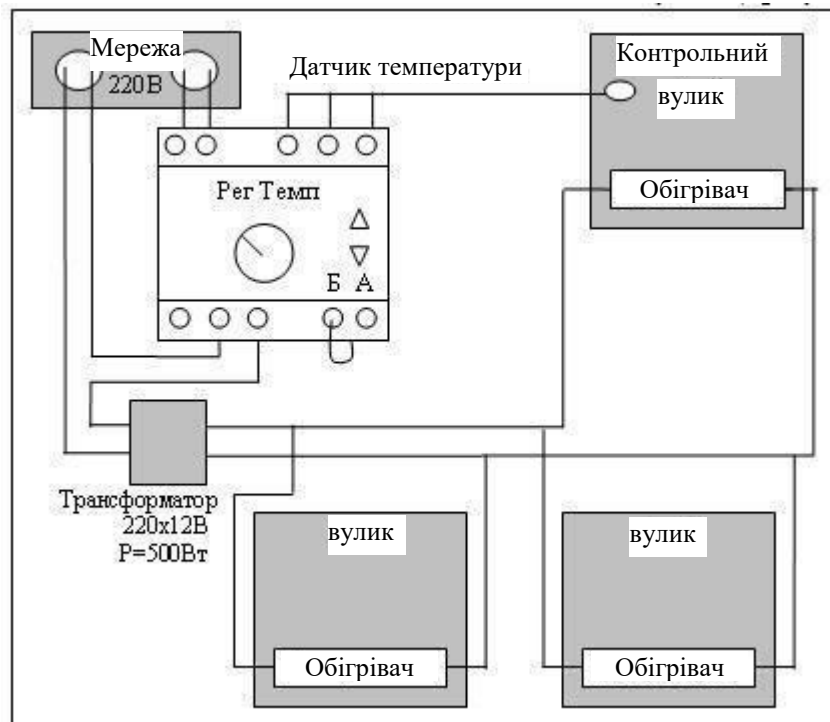 Мережа
220В
Датчик температури
Контрольний
вулик
Обігрівач
Рег Темп
Б А
Трансформатор
220х12В
Р=500Вт
вулик
Обігрівач
вулик
Обігрівач